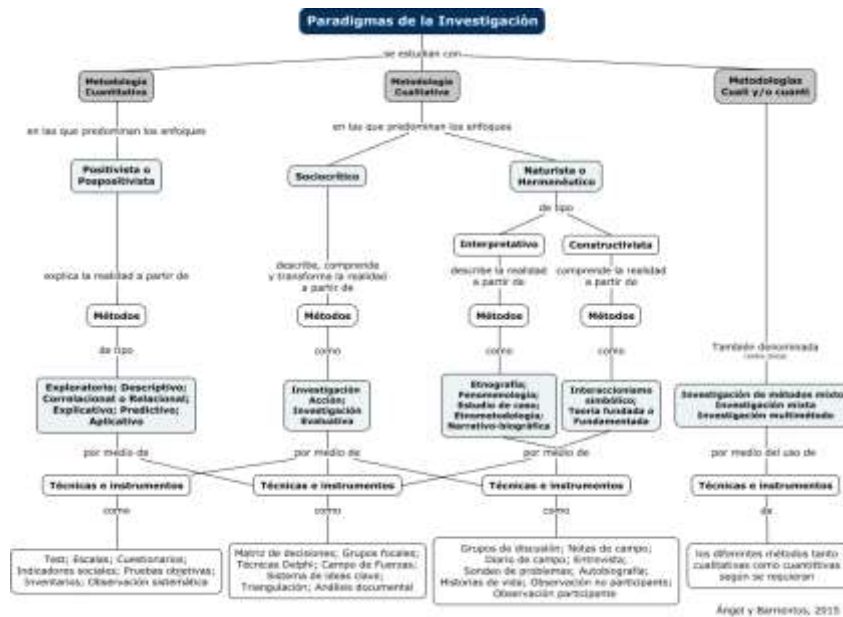 Paradigmas de la Investigación
se estudian con
Metodología
Cuantitativa
Metodología
Cualitativa
Metodologías
Cuali y/o cuanti
en las que predominan los enfoques
en las que predominan los enfoques
Positivista o
Pospositivista
Sociocrítico
Naturista o
Hermenéutico
de tipo
Interpretativo
Constructivista
explica la realidad a partir de
describe, comprende
y transforma la realidad
a partir de
describe la realidad
a partir de
comprende la realidad
a partir de
Métodos
Métodos
Métodos
Métodos
de tipo
como
como
como
También denominada
Exploratorio; Descriptivo;
Correlacional o Relacional;
Explicativo; Predictivo;
Aplicativo
Investigación
Acción;
Investigación
Evaluativa
Etnografía;
Fenomenología;
Estudio de caso;
Etnometodología;
Narrativo-biográfica
Interaccionismo
simbólico;
Teoría fundada o
Fundamentada
Investigación de métodos mixto
Investigación mixta
Investigación multimétodo
por medio de
por medio de
por medio de
por medio del uso de
Técnicas e instrumentos
Técnicas e instrumentos
Técnicas e instrumentos
Técnicas e instrumentos
como
como
como
de
Test; Escalas; Cuestionarios;
Indicadores sociales; Pruebas objetivas;
Inventarios; Observación sistemática
Matriz de decisiones; Grupos focales;
Técnicas Delphi; Campo de Fuerzas;
Sistema de ideas clave;
Triangulación; Análisis documental
Grupos de discusión; Notas de campo;
Diario de campo; Entrevista;
Sondeo de problemas; Autobiografía;
Historias de vida; Observación no participante;
Observación participante
los diferentes métodos tanto
cualitativas como cuantitivas
según se requieran
Ángel y Barrientos, 2015